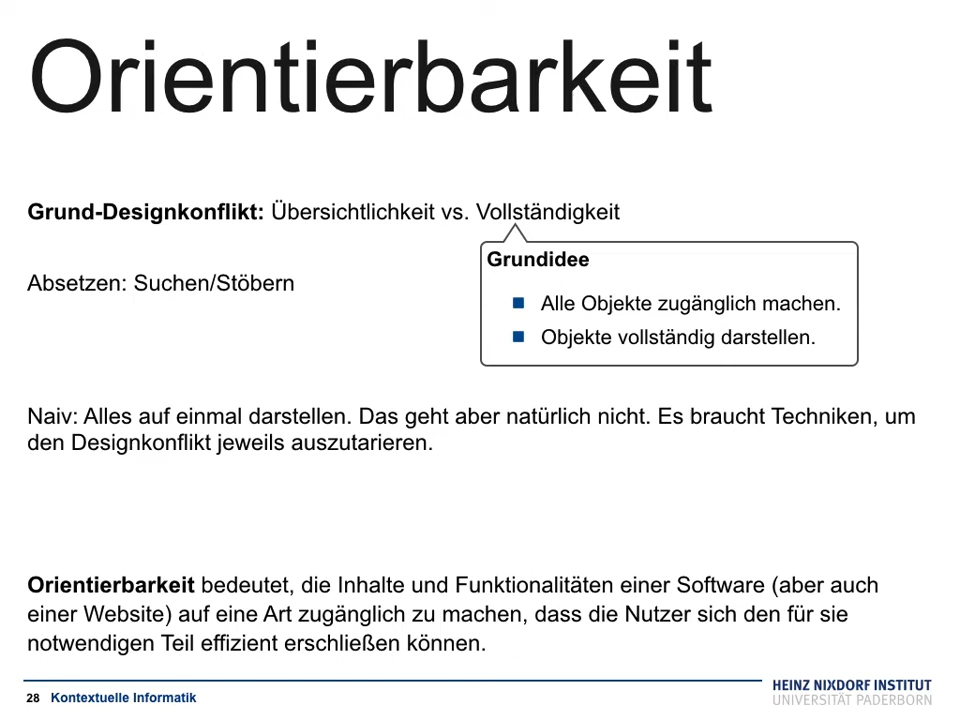 Orientierbarkeit
Grund-Designkonflikt: Übersichtlichkeit vs. Vollständigkeit
Grundidee
Alle Objekte zugänglich machen.
Objekte vollständig darstellen.
Absetzen: Suchen/Stöbern
Naiv: Alles auf einmal darstellen. Das geht aber natürlich nicht. Es braucht Techniken, um
den Designkonflikt jeweils auszutarieren.
Orientierbarkeit bedeutet, die Inhalte und Funktionalitäten einer Software (aber auch
einer Website) auf eine Art zugänglich zu machen, dass die Nutzer sich den für sie
notwendigen Teil effizient erschließen können.
28 Kontextuelle Informatik
HEINZ NIXDORF INSTITUT
UNIVERSITÄT PADERBORN